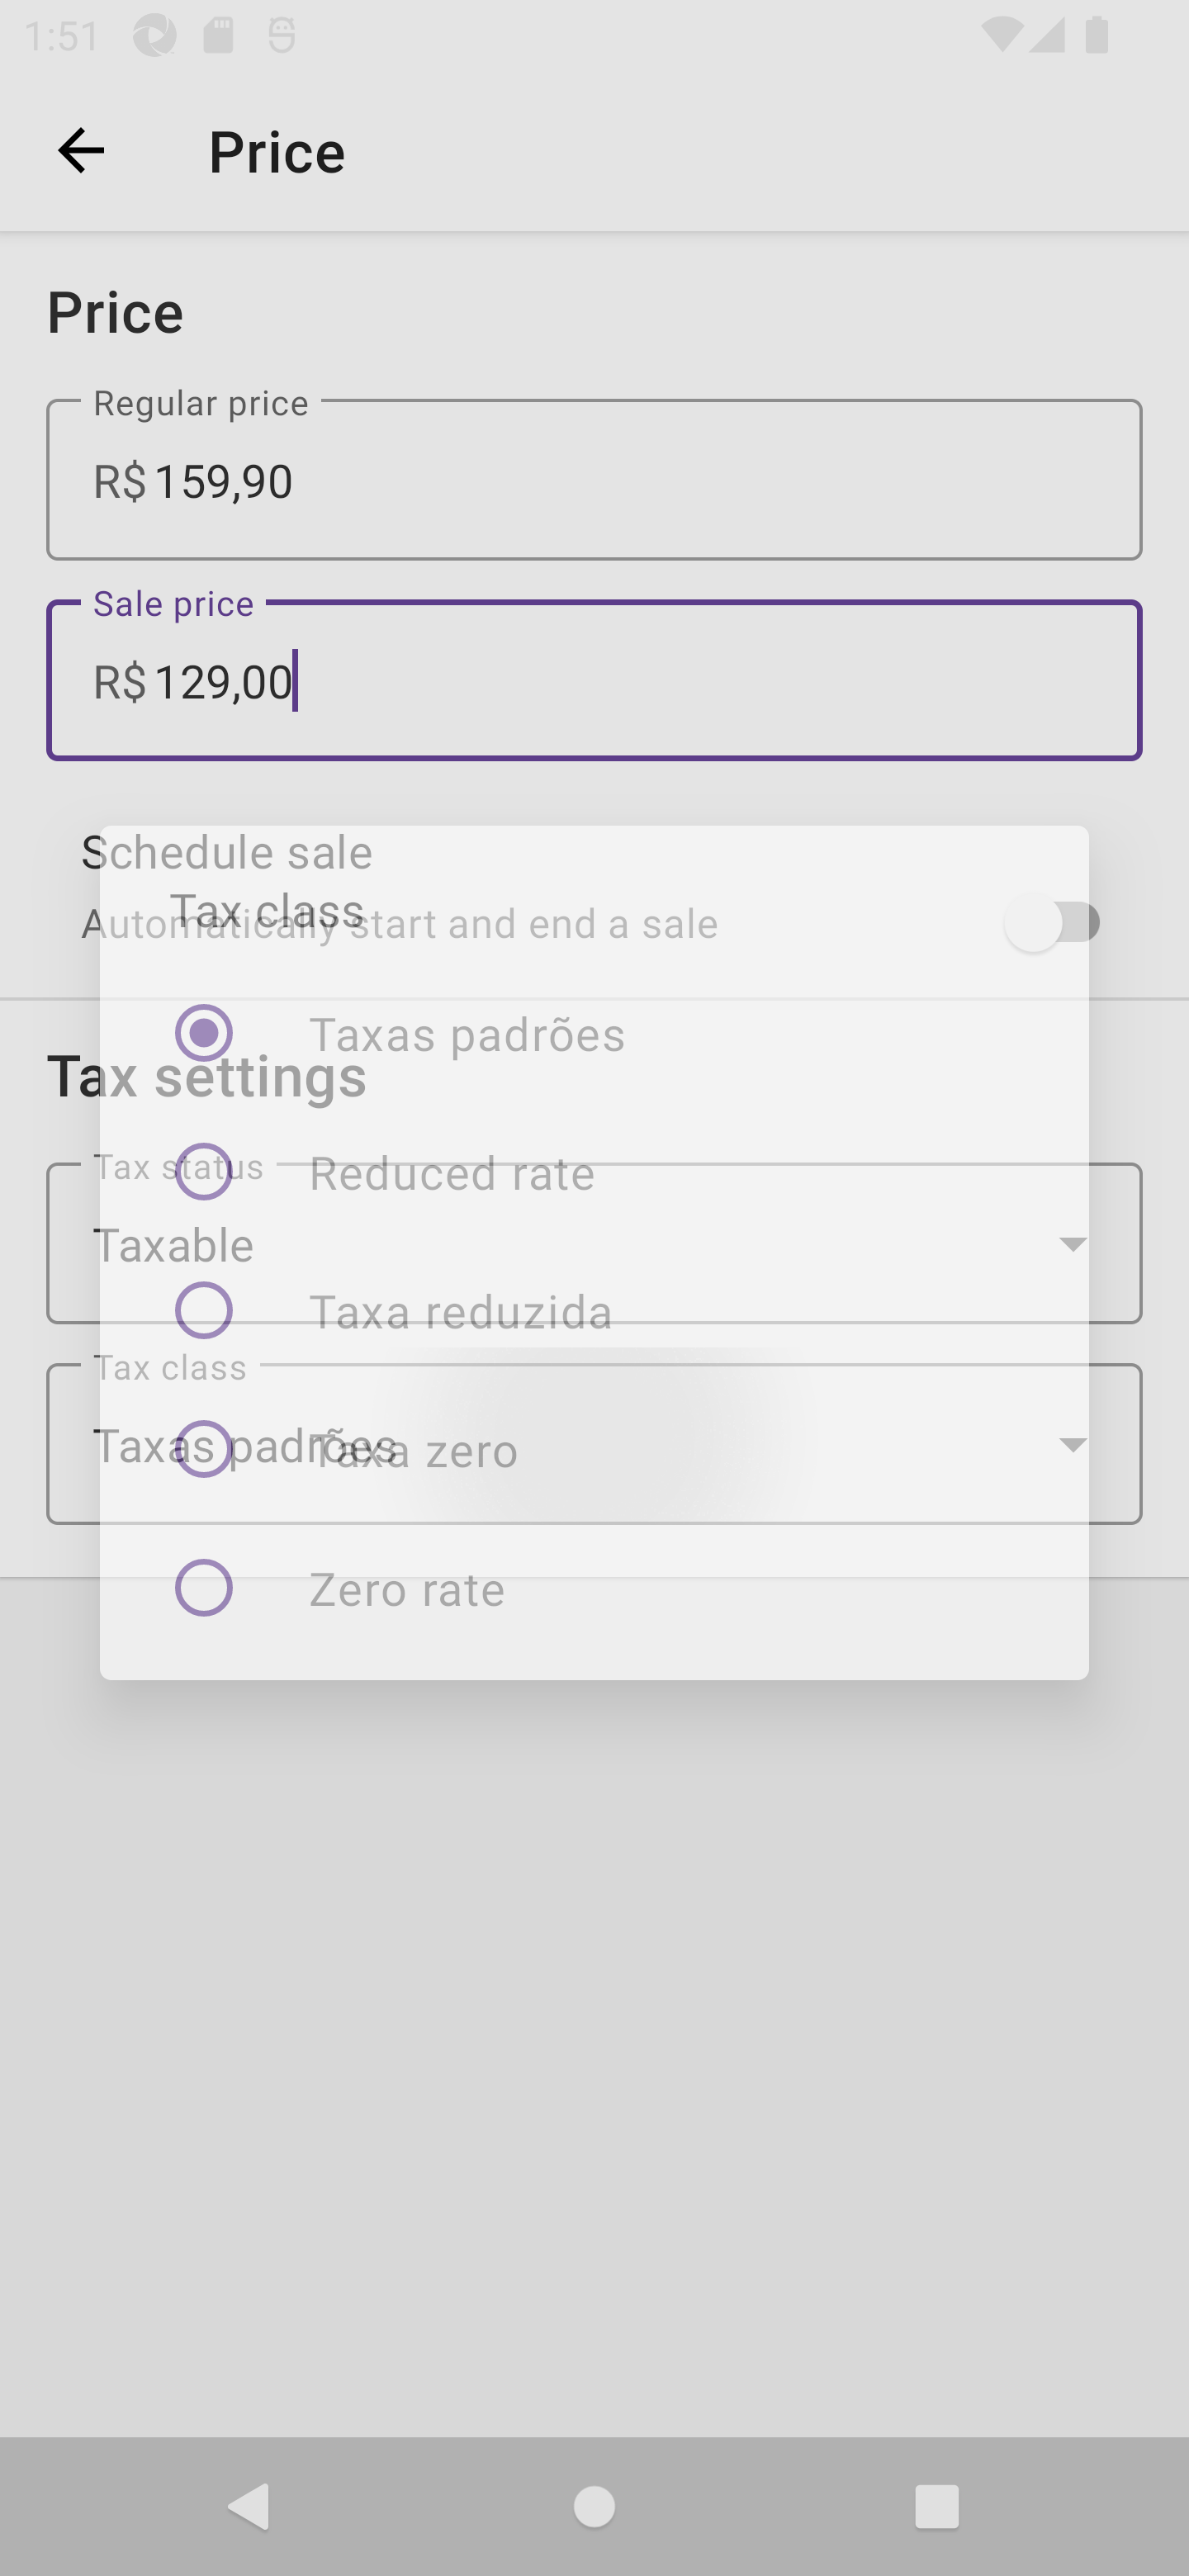 1:51
Price
Price
Regular price
R$ 159,90
Sale price
R$ 129,00
Schedule sale
Automatically start and end a sale
Tax settings
Tax status
Taxable
Tax class
Taxas padrões
Tax class
Taxas padrões
Reduced rate
Taxa reduzida
Taxa zero
Zero rate